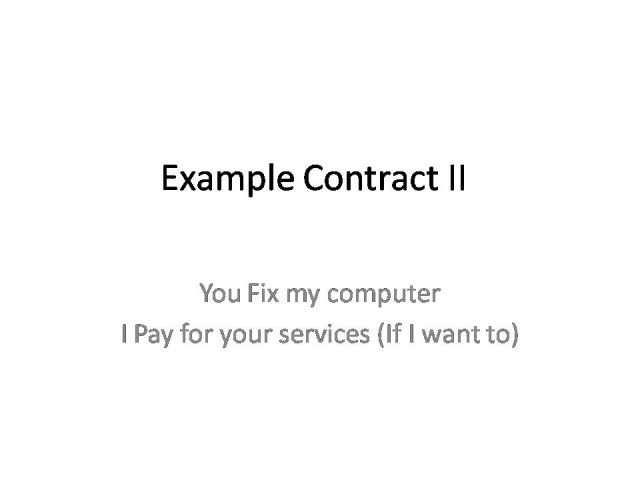 Example Contract II
You Fix my computer
I Pay for your services (If I want to)